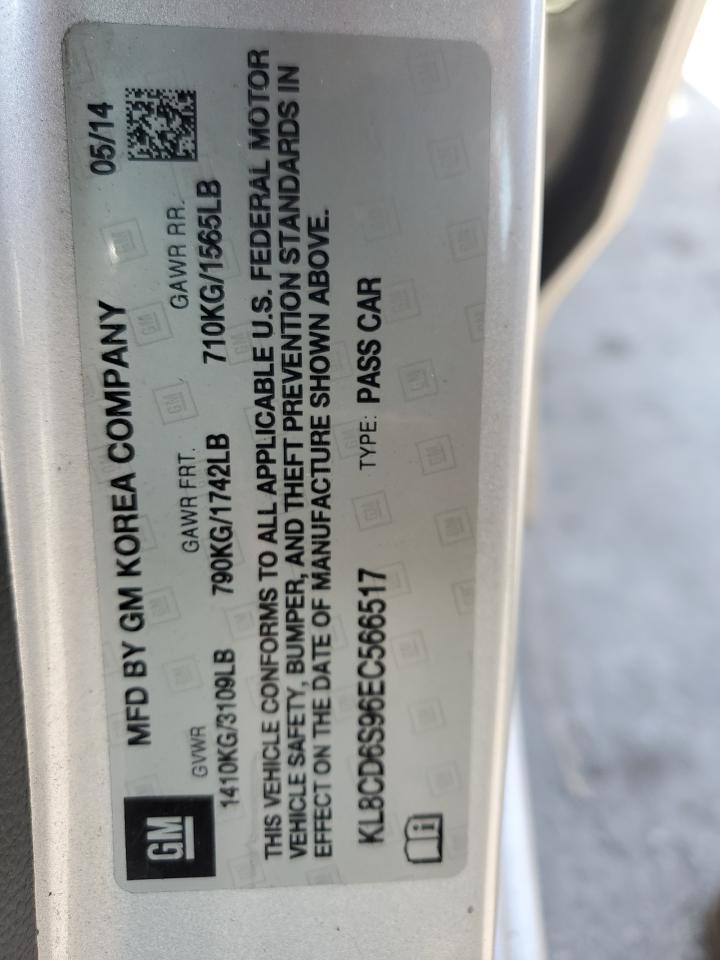 GM
MFD BY GM KOREA COMPANY 05/14
GVWR GAWR FRT. GAWR RR.
1410KG/3109LB 790KG/1742LB 710KG/1565LB
THIS VEHICLE CONFORMS TO ALL APPLICABLE U.S. FEDERAL MOTOR
VEHICLE SAFETY, BUMPER, AND THEFT PREVENTION STANDARDS IN
EFFECT ON THE DATE OF MANUFACTURE SHOWN ABOVE.
KL8CD6S96EC566517 TYPE: PASS CAR